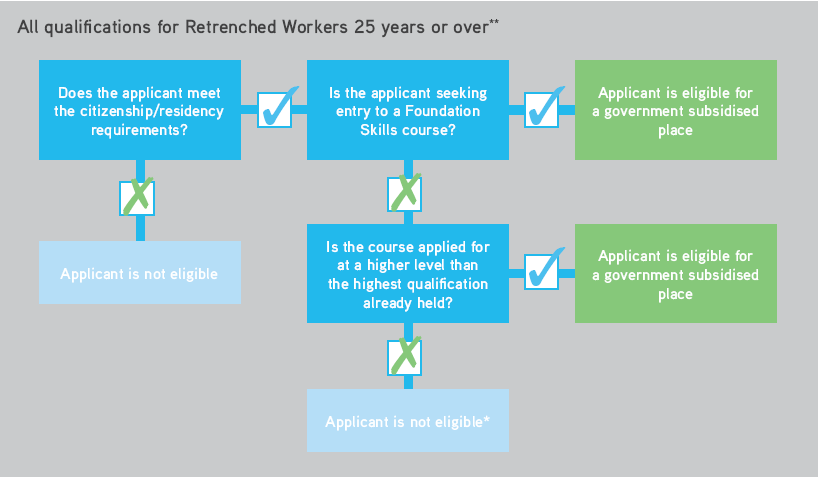 All qualifications for Retrenched Workers 25 years or over**
Does the applicant meet
the citizenship/residency
requirements?
Is the applicant seeking
entry to a Foundation
Skills course?
Applicant is eligible for
a government subsidised
place
Applicant is not eligible
Is the course applied for
at a higher level than
the highest qualification
already held?
Applicant is eligible for
a government subsidised
place
Applicant is not eligible*